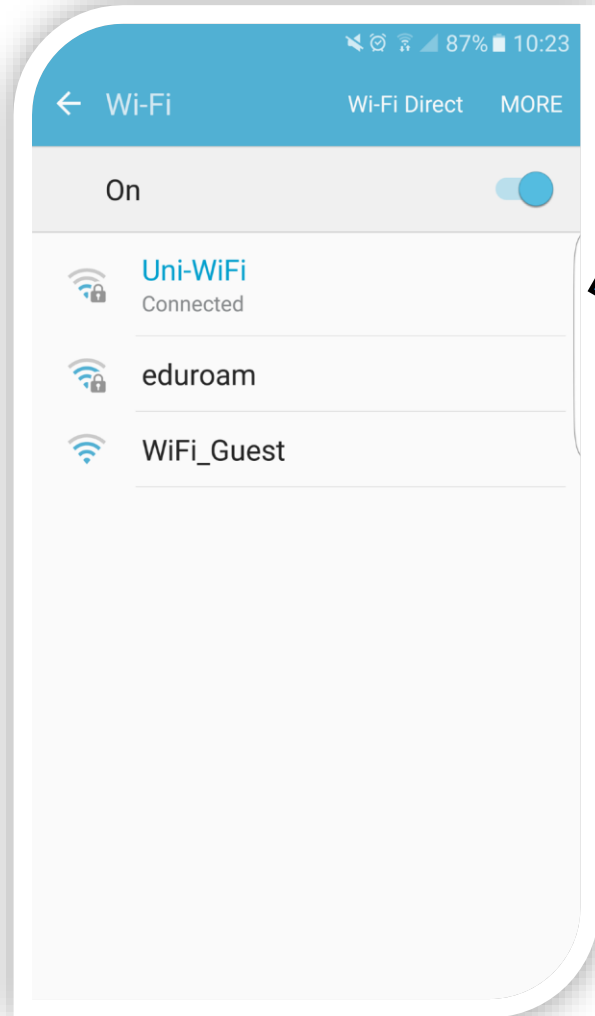 87% 10:23
Wi-Fi Wi-Fi Direct MORE
On
Uni-WiFi
Connected
eduroam
WiFi_Guest